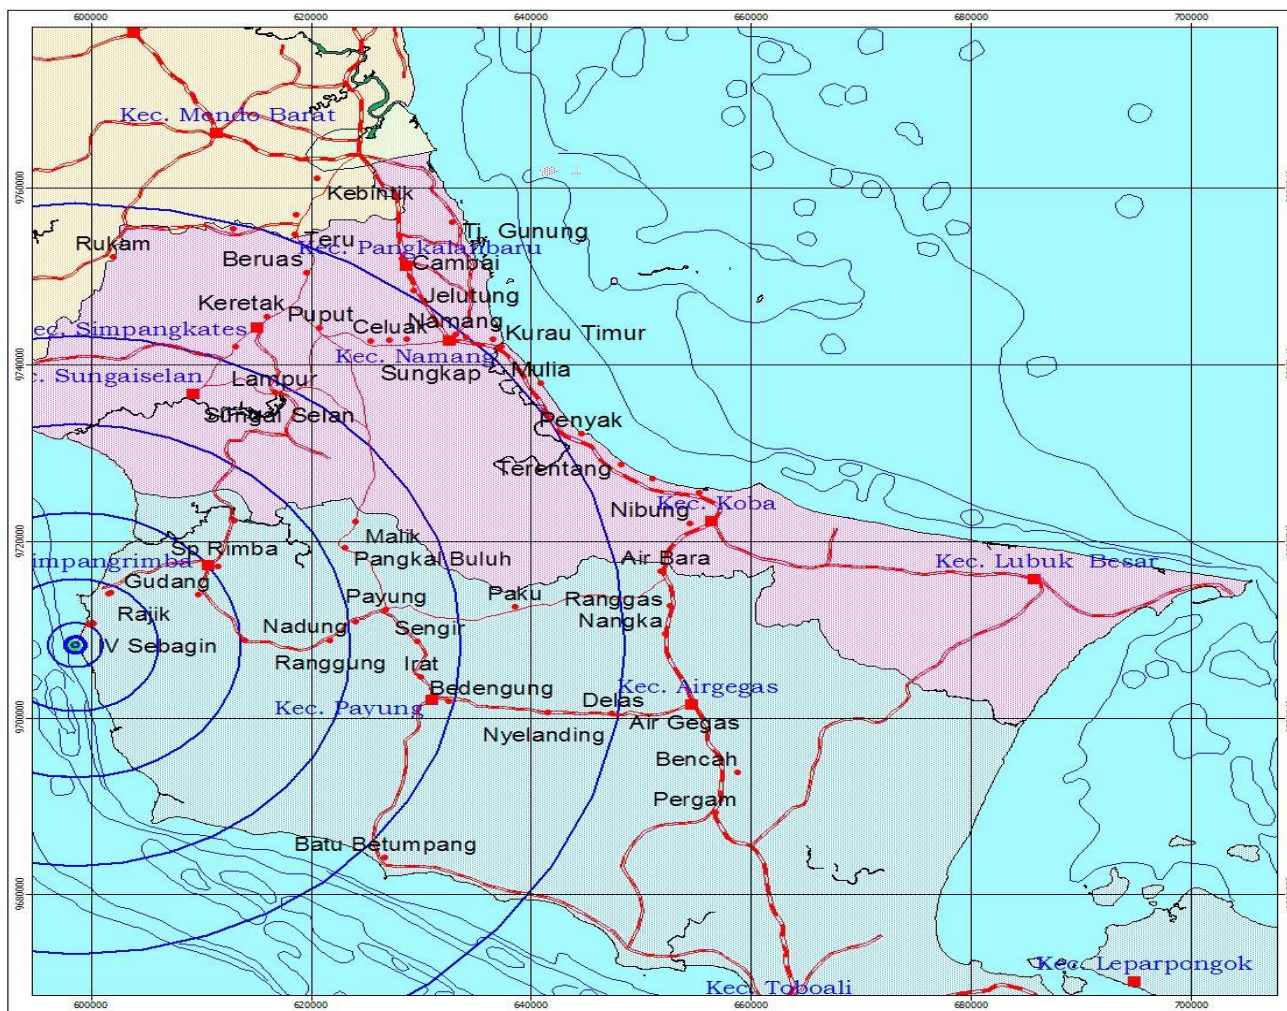 600000 620000 640000 660000 680000 700000
Kec. Mendo Barat
9760000
Kebintik
Tj. Gunung
Rukam
Teru
Kec. Pangkalanbaru
Beruas
Cambai
Jelutung
Keretak
Puput
Namang
Celuak
Kurau Timur
ec. Simpangkates
Kec. Namang
9740000
Mulia
c. Sungaiselan
Lampur
Sungkap
Sungai Selan
Penyak
Terentang
Nibung
Kec. Koba
Malik
9720000
Sp Rimba
Pangkal Buluh
Air Bara
impangrimba
Kec. Lubuk Besar
Gudang
Payung
Paku
Ranggas
Rajik
Nangka
Nadung
Sengir
IV Sebagin
Ranggung
Irat
Bedengung
Kec. Airgegas
Delas
Kec. Payung
9700000
Air Gegas
Nyelanding
Bencah
Pergam
Batu Betumpang
9680000
Kec. Leparpongok
Kec. Toboali
600000 620000 640000 660000 680000 700000